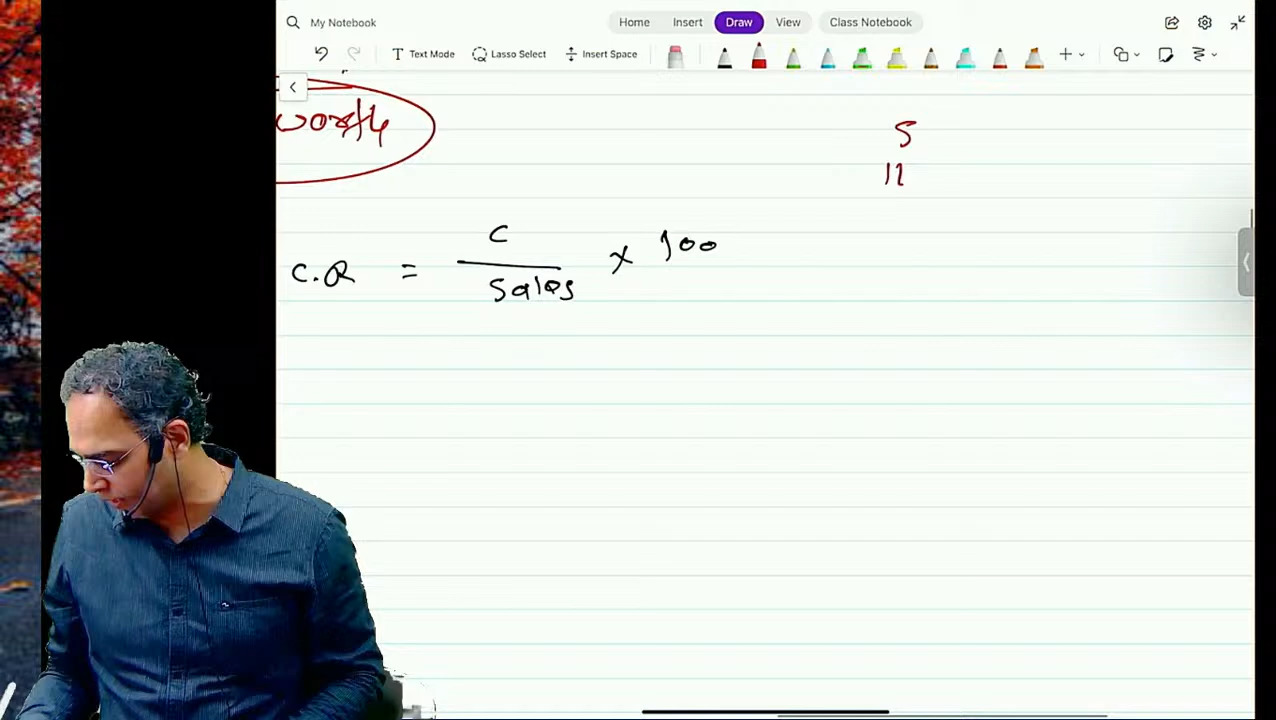 My Notebook
Home Insert Draw View Class Notebook
Text Mode Lasso Select Insert Space
worth
5
11
C.R = C / Sales × 100